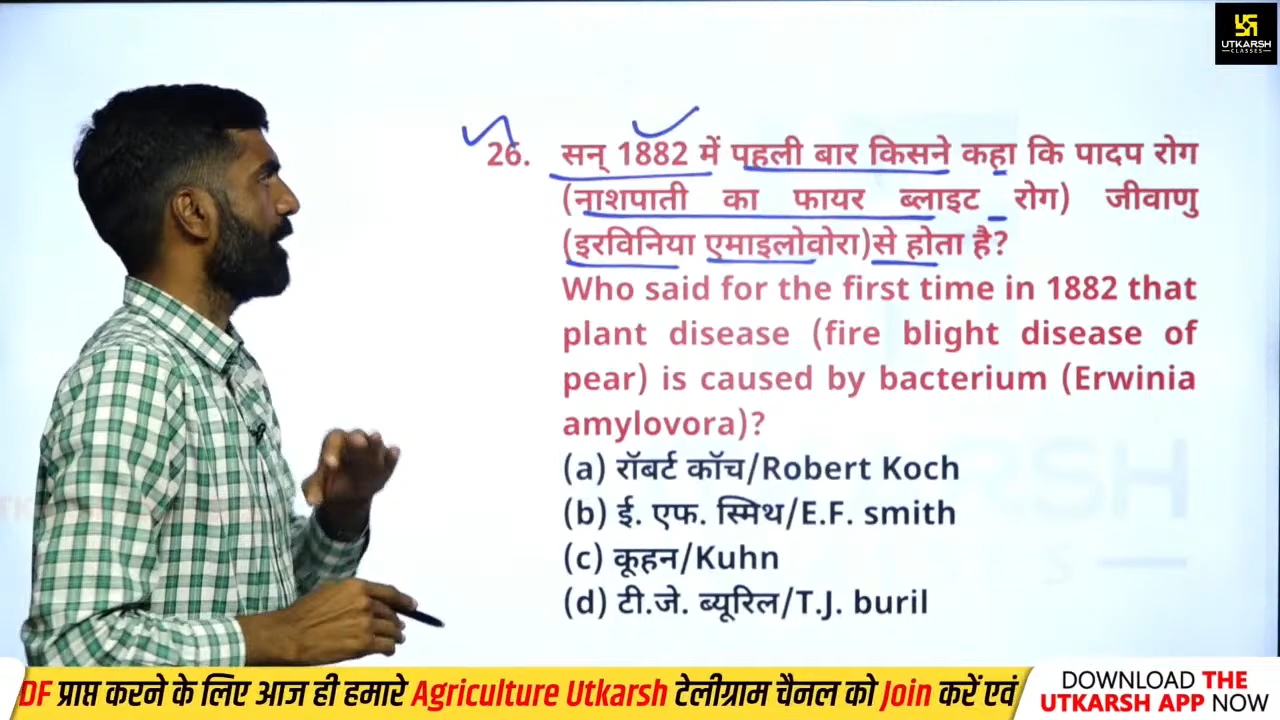 UTKARSH
CLASSES
26. सन् 1882 में पहली बार किसने कहा कि पादप रोग
(नाशपाती का फायर ब्लाइट रोग) जीवाणु
(इरविनिया एमाइलोवोरा)से होता है?
Who said for the first time in 1882 that
plant disease (fire blight disease of
pear) is caused by bacterium (Erwinia
amylovora)?
(a) रॉबर्ट कॉच/Robert Koch
(b) ई. एफ. स्मिथ/E.F. smith
(c) कूहन/Kuhn
(d) टी.जे. ब्यूरिल/T.J. buril
DF प्राप्त करने के लिए आज ही हमारे Agriculture Utkarsh टेलीग्राम चैनल को Join करें एवं
DOWNLOAD THE
UTKARSH APP NOW